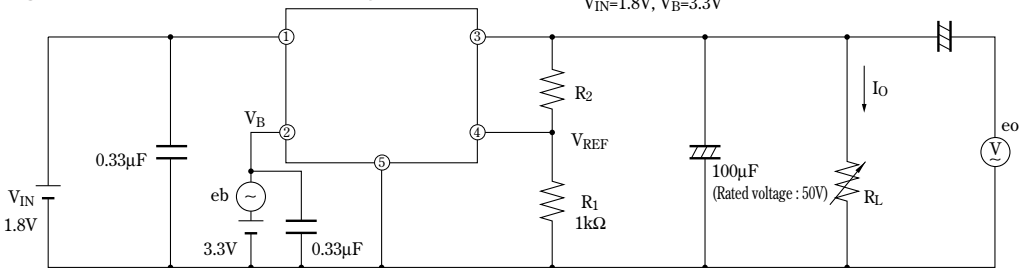 VIN=1.8V, VB=3.3V
①
③
R2
IO
VB
②
④
VREF
eo
V
~
0.33μF
⑤
100μF
(Rated voltage : 50V)
RL
VIN
1.8V
eb
~
R1
1kΩ
3.3V
0.33μF